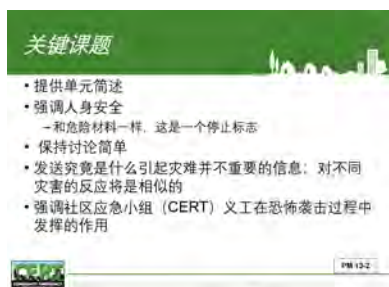 关键课题
• 提供单元简述
• 强调人身安全
–和危险材料一样，这是一个停止标志
• 保持讨论简单
• 发送究竟是什么引起灾难并不重要的信息：对不同
灾害的反应将是相似的
• 强调社区应急小组（CERT）义工在恐怖袭击过程中
发挥的作用
PM 13-2